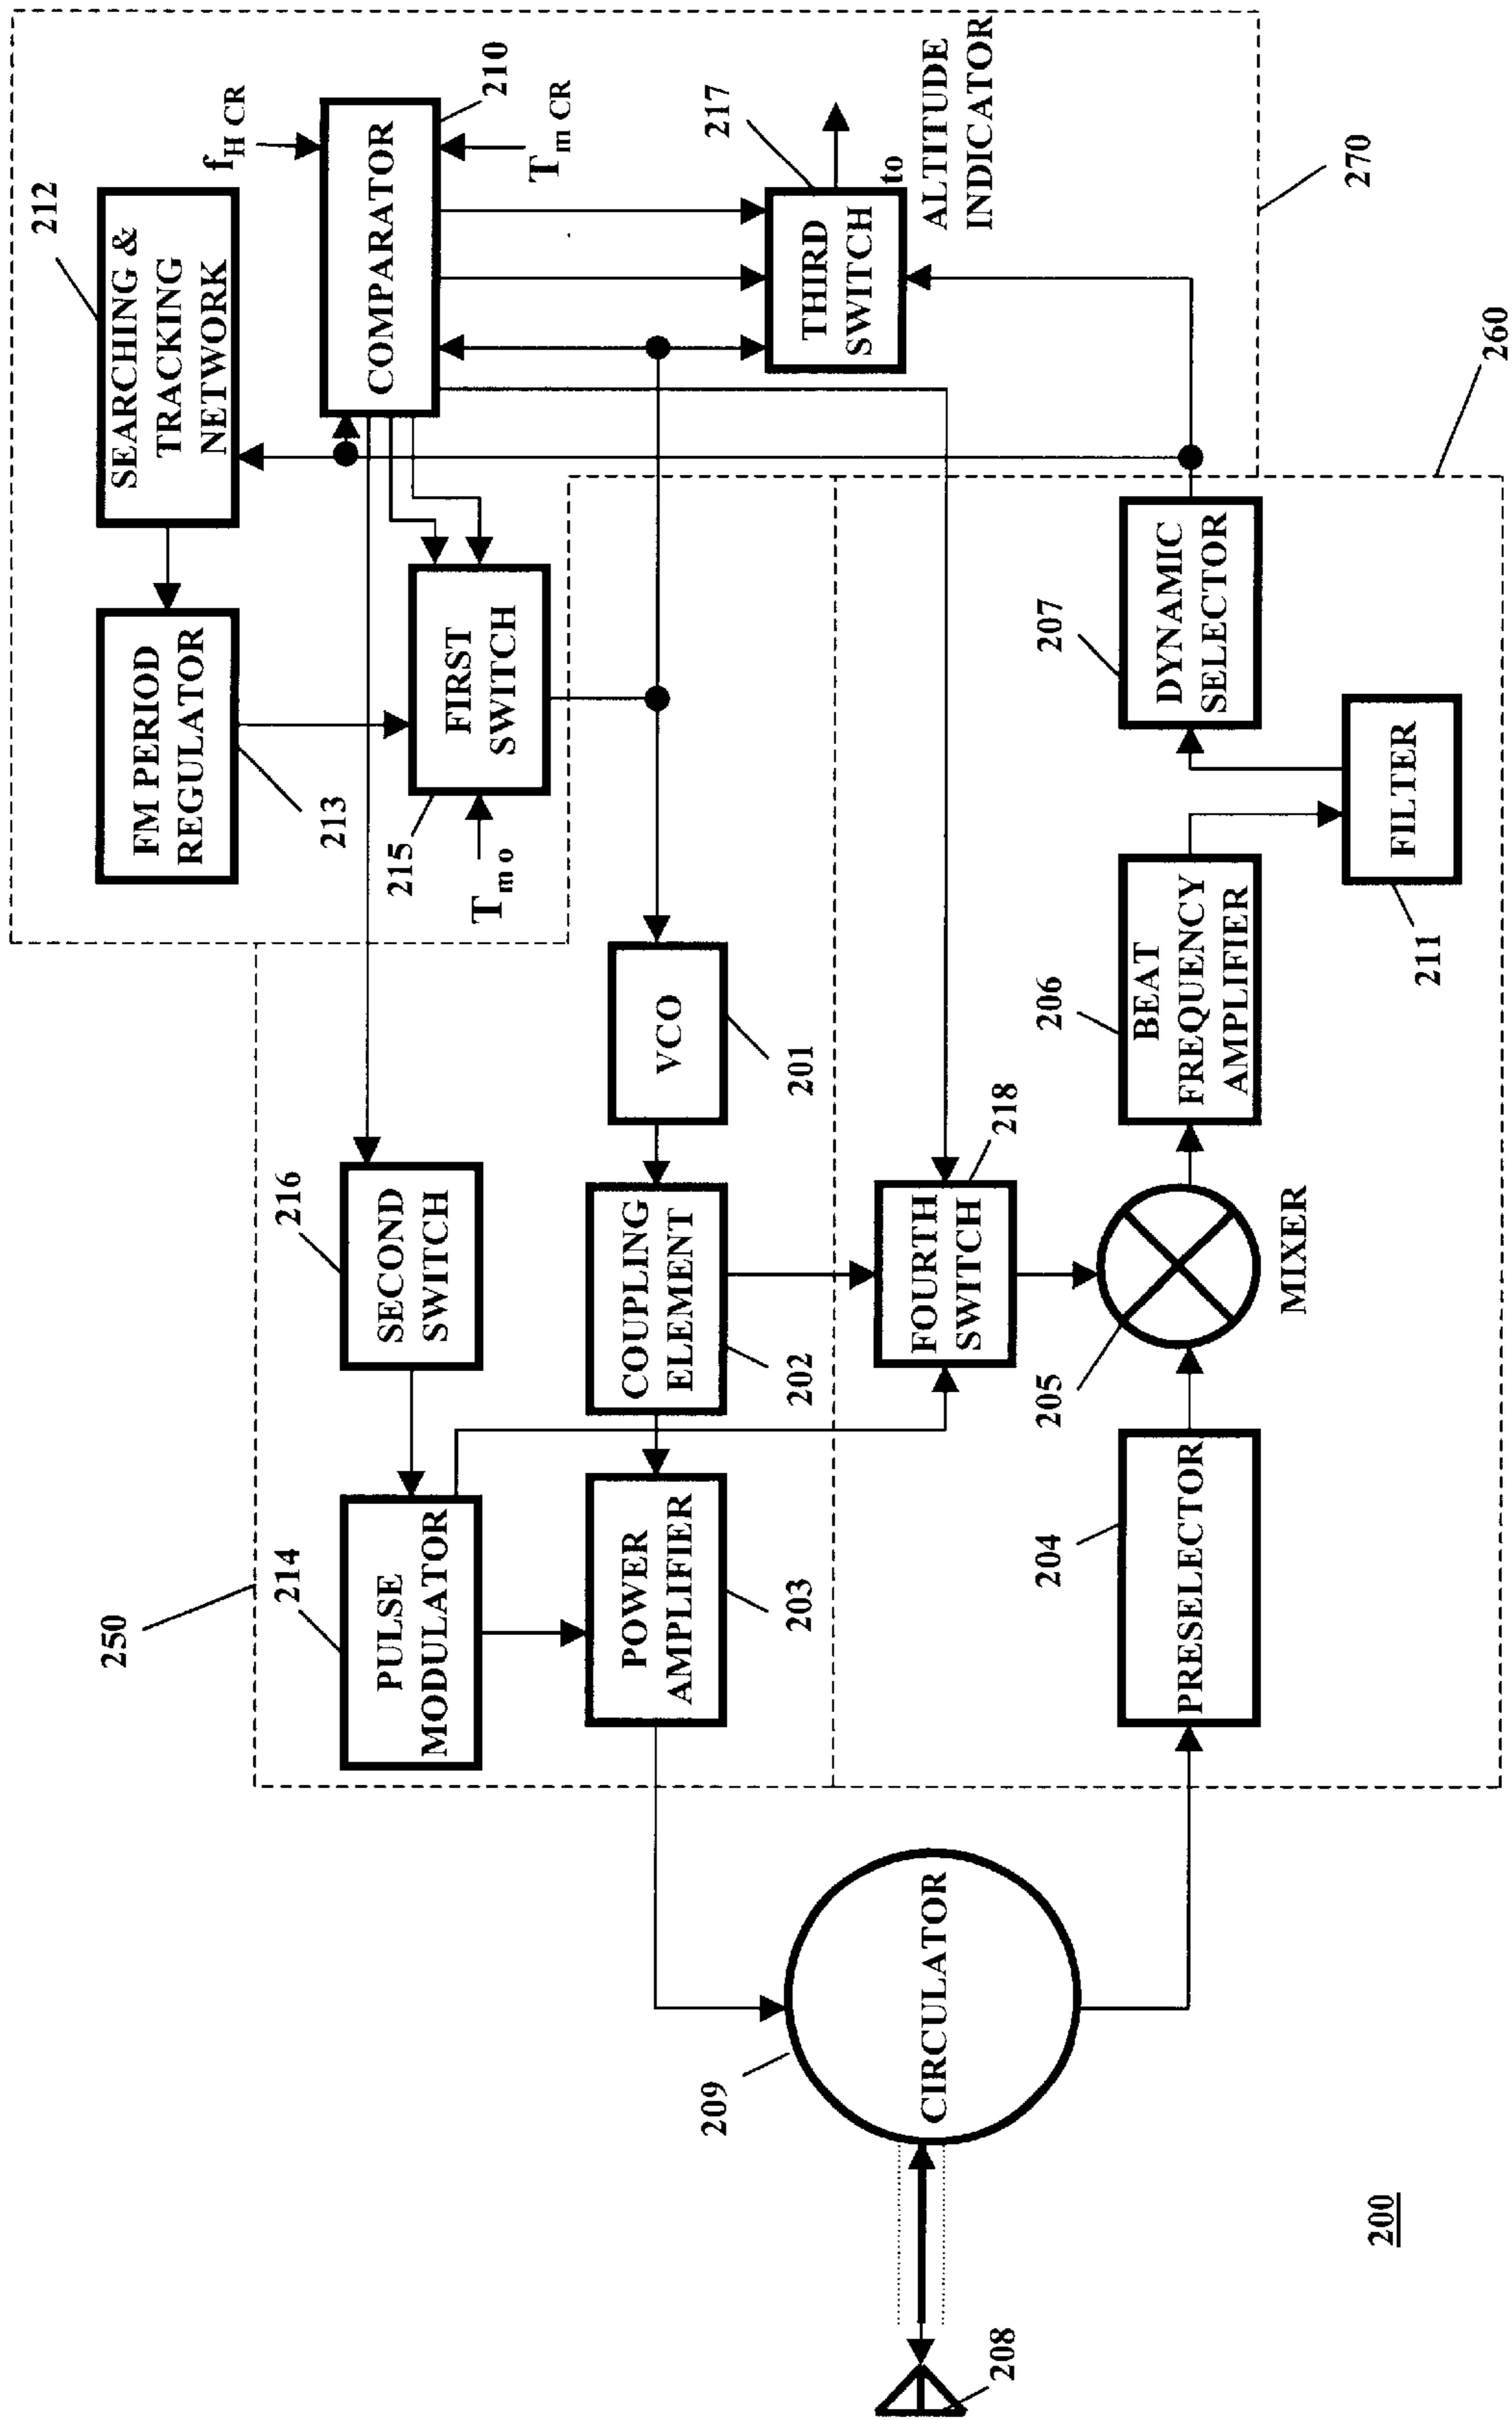 212
SEARCHING &
TRACKING
NETWORK
f H CR
COMPARATOR
210
T m CR
217
THIRD
SWITCH
to
ALTITUDE
INDICATOR
270
FM PERIOD
REGULATOR
213
215
FIRST
SWITCH
T m o
260
207
DYNAMIC
SELECTOR
FILTER
211
250
216
SECOND
SWITCH
VCO
201
214
PULSE
MODULATOR
COUPLING
ELEMENT
202
POWER
AMPLIFIER
203
218
FOURTH
SWITCH
206
BEAT
FREQUENCY
AMPLIFIER
205
MIXER
204
PRESELECTOR
209
CIRCULATOR
208
200